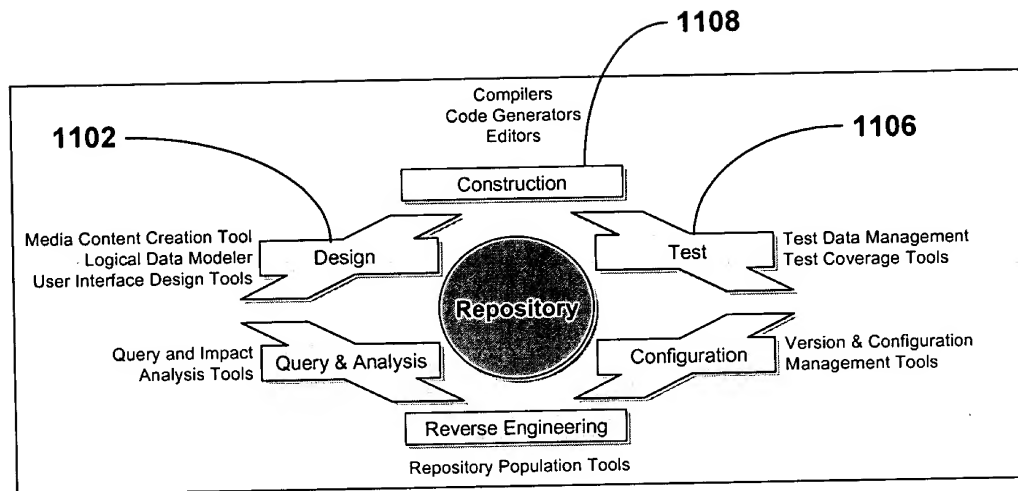 1108
Compilers
Code Generators
Editors
1102
1106
Construction
Media Content Creation Tool
Logical Data Modeler
User Interface Design Tools
Design
Test
Test Data Management
Test Coverage Tools
Repository
Query and Impact
Analysis Tools
Query & Analysis
Configuration
Version & Configuration
Management Tools
Reverse Engineering
Repository Population Tools